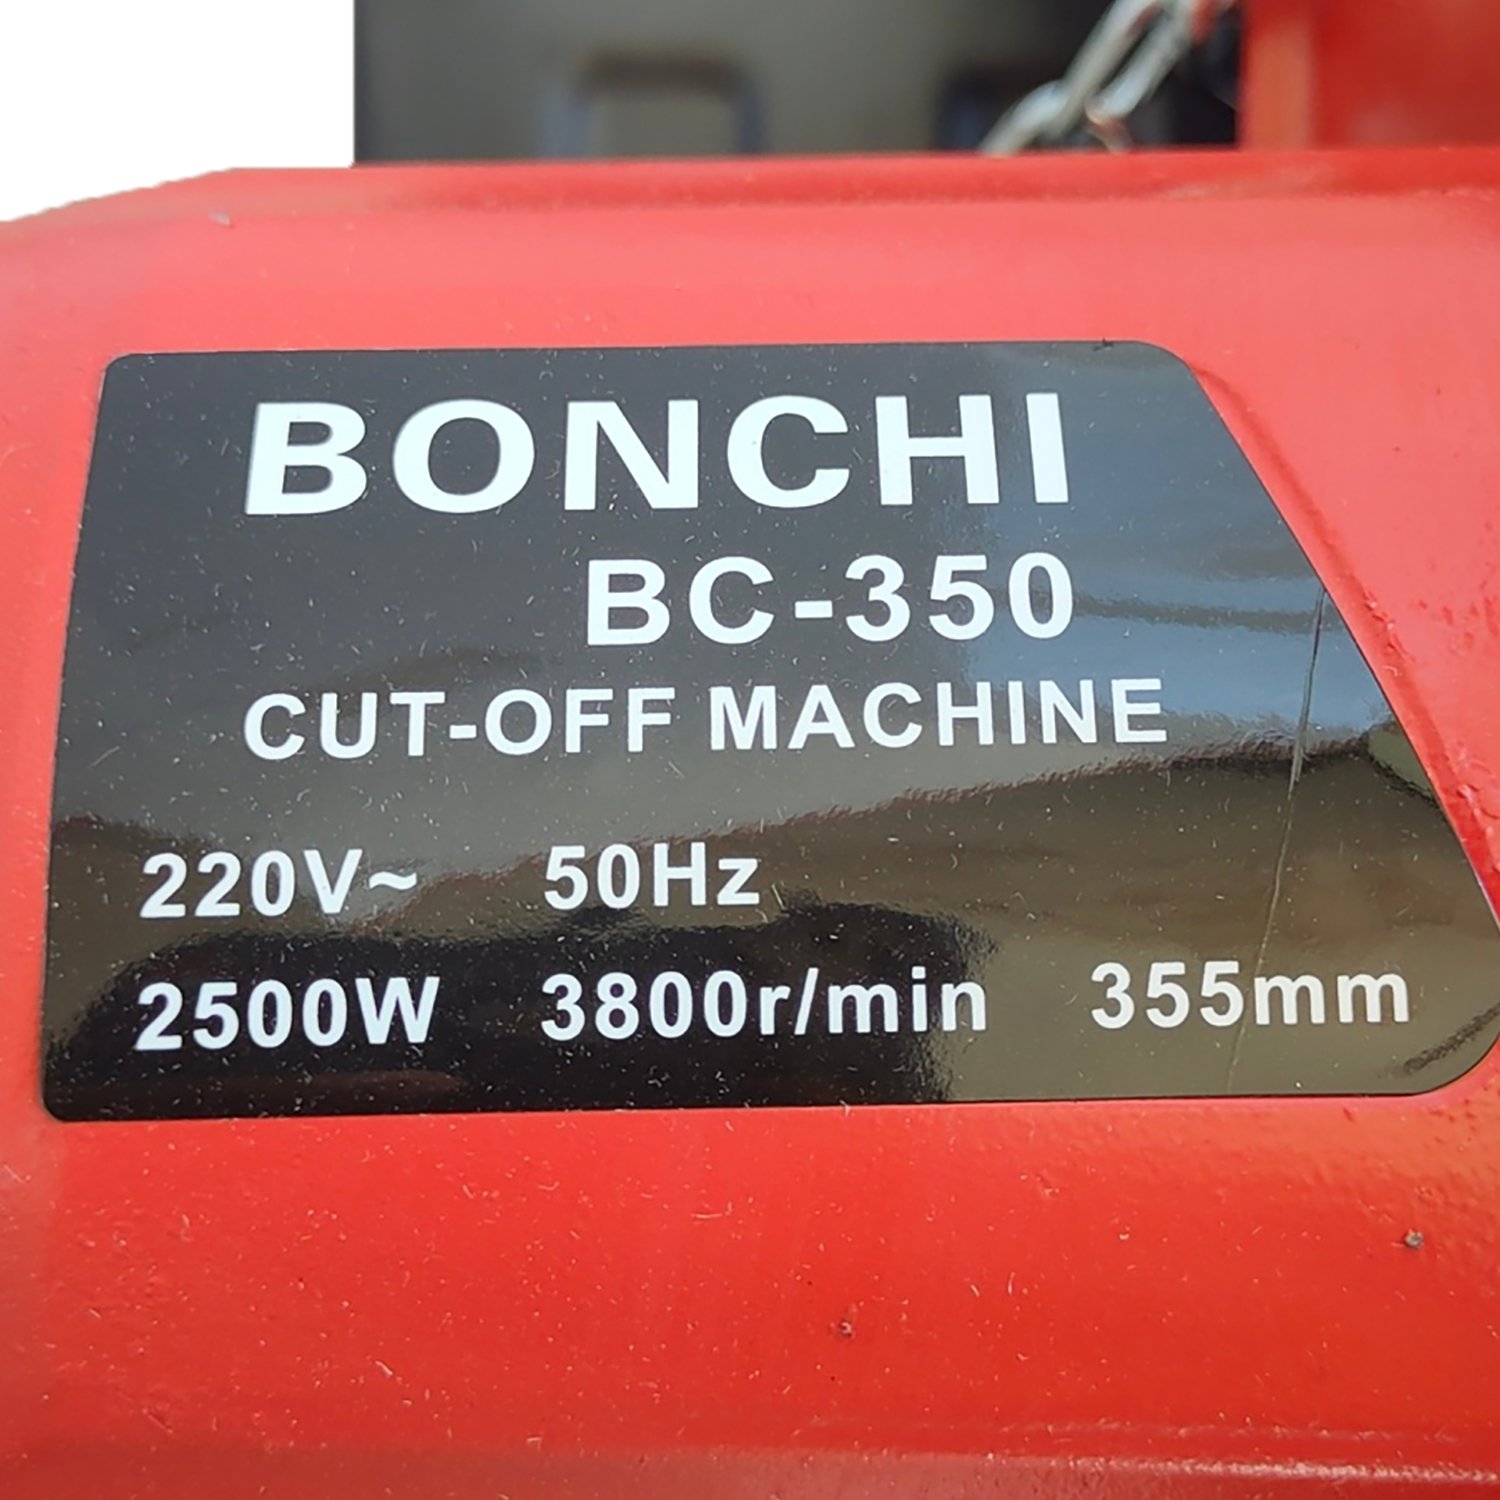 BONCHI
BC-350
CUT-OFF MACHINE
220V~ 50Hz
2500W 3800r/min 355mm